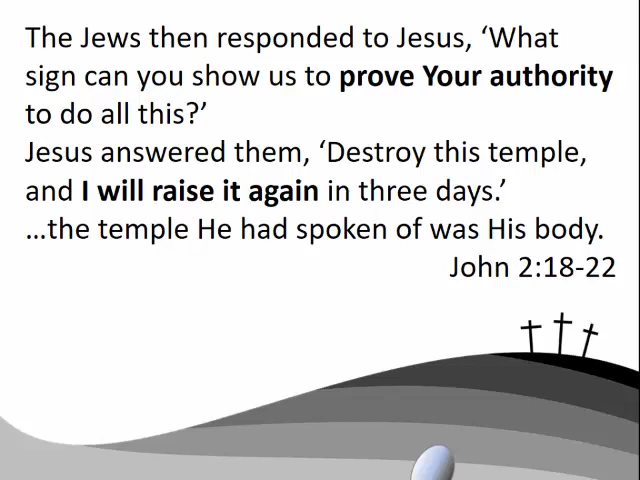 The Jews then responded to Jesus, ‘What
sign can you show us to prove Your authority
to do all this?’
Jesus answered them, ‘Destroy this temple,
and I will raise it again in three days.’
…the temple He had spoken of was His body.
John 2:18-22